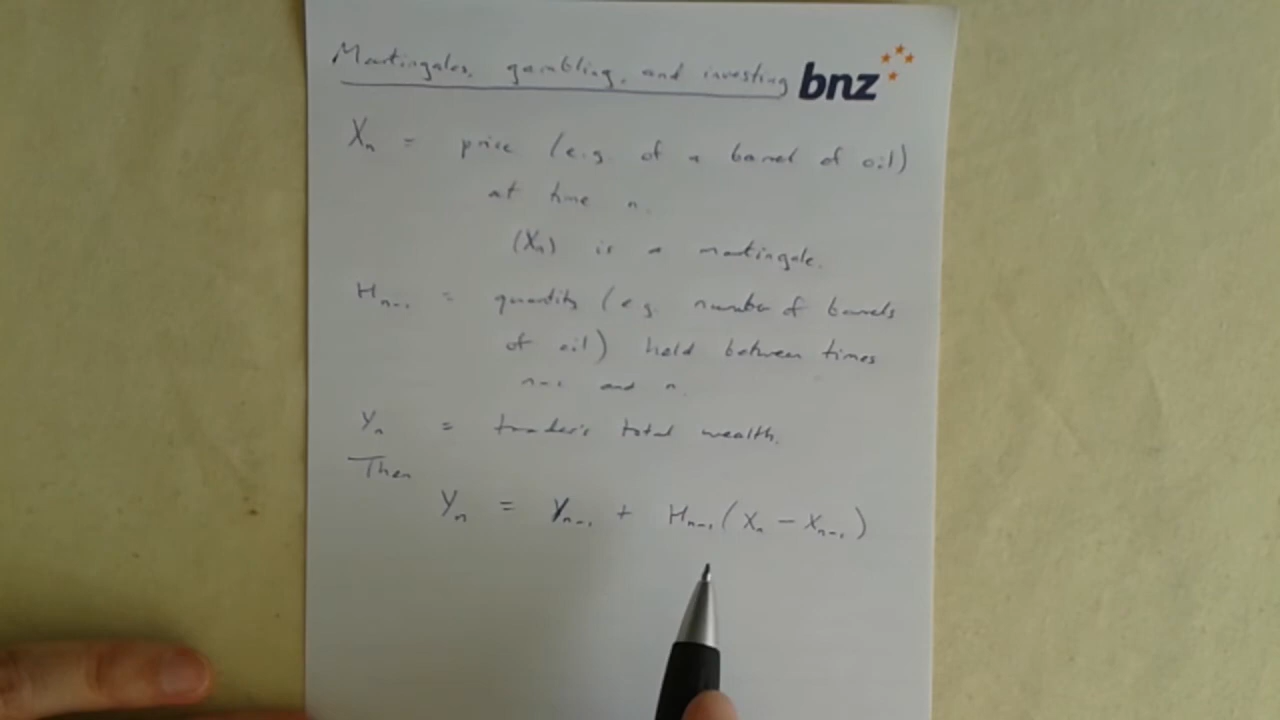 Martingales, gambling, and investing bnz
Xₙ = price (e.g. of a barrel of oil)
at time n.
(Xₙ) is a martingale.
Hₙ₋₁ = quantity (e.g. number of barrels
of oil) held between times
n-1 and n.
Yₙ = trader's total wealth.
Then
Yₙ = Yₙ₋₁ + Hₙ₋₁(Xₙ - Xₙ₋₁)